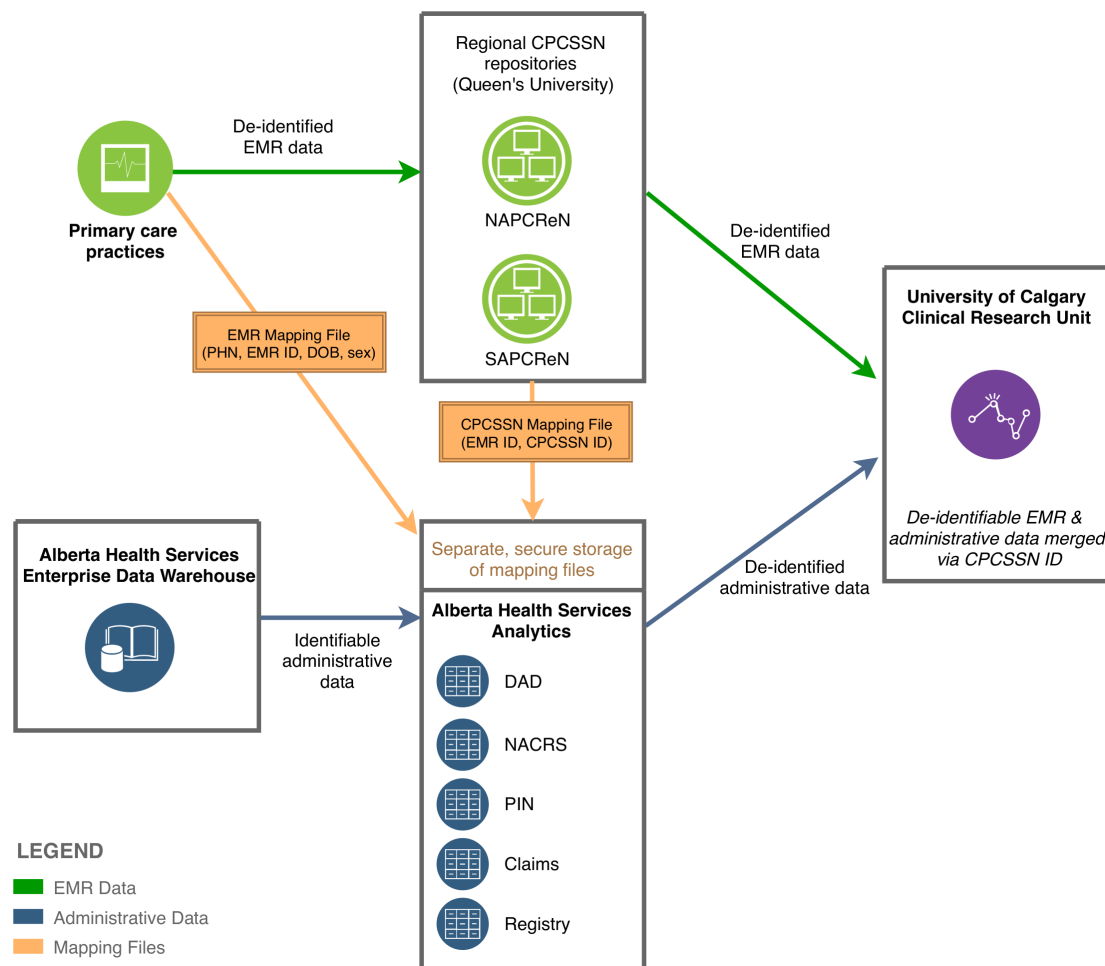 Regional CPCSSN
repositories
(Queen's University)
De-identified
EMR data
Primary care
practices
NAPCReN
SAPCReN
De-identified
EMR data
University of Calgary
Clinical Research Unit
De-identifiable EMR &
administrative data merged
via CPCSSN ID
EMR Mapping File
(PHN, EMR ID, DOB, sex)
CPCSSN Mapping File
(EMR ID, CPCSSN ID)
Alberta Health Services
Enterprise Data Warehouse
Identifiable
administrative
data
Separate, secure storage
of mapping files
Alberta Health Services
Analytics
DAD
NACRS
PIN
Claims
Registry
De-identified
administrative data
LEGEND
EMR Data
Administrative Data
Mapping Files